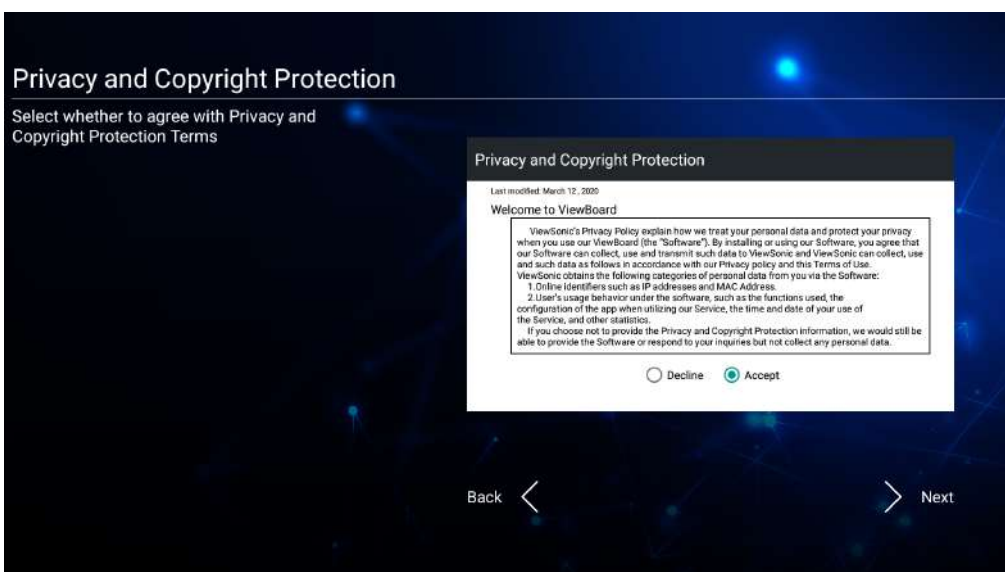 Privacy and Copyright Protection
Select whether to agree with Privacy and
Copyright Protection Terms
Privacy and Copyright Protection
Last modified: March 12 , 2020
Welcome to ViewBoard
ViewSonic's Privacy Policy explain how we treat your personal data and protect your privacy
when you use our ViewBoard (the "Software"). By installing or using our Software, you agree that
our Software can collect, use and transmit such data to ViewSonic and ViewSonic can collect, use
and such data as follows in accordance with our Privacy policy and this Terms of Use.
ViewSonic obtains the following categories of personal data from you via the Software:
1.Online identifiers such as IP addresses and MAC Address.
2.User's usage behavior under the software, such as the functions used, the
configuration of the app when utilizing our Service, the time and date of your use of
the Service, and other statistics.
If you choose not to provide the Privacy and Copyright Protection information, we would still be
able to provide the Software or respond to your inquiries but not collect any personal data.
Decline Accept
Back Next